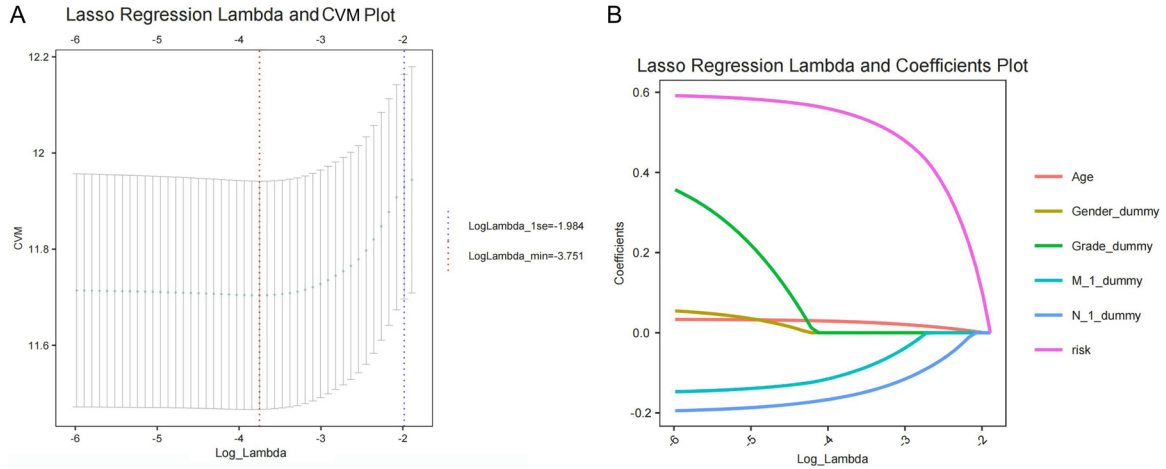 A
Lasso Regression Lambda and CVM Plot
-6 -5 -4 -3 -2
12.2
12
11.8
11.6
CVM
-6 -5 -4 -3 -2
Log_Lambda
LogLambda_1se=-1.984
LogLambda_min=-3.751
B
Lasso Regression Lambda and Coefficients Plot
0.6
0.4
0.2
0.0
-0.2
Coefficients
-6 -5 -4 -3 -2
Log_Lambda
Age
Gender_dummy
Grade_dummy
M_1_dummy
N_1_dummy
risk